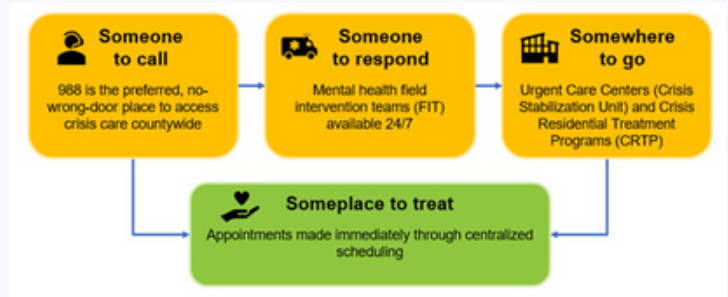 Someone
to call
988 is the preferred, no-
wrong-door place to access
crisis care countywide
Someone
to respond
Mental health field
intervention teams (FIT)
available 24/7
Somewhere
to go
Urgent Care Centers (Crisis
Stabilization Unit) and Crisis
Residential Treatment
Programs (CRTP)
Someplace to treat
Appointments made immediately through centralized
scheduling